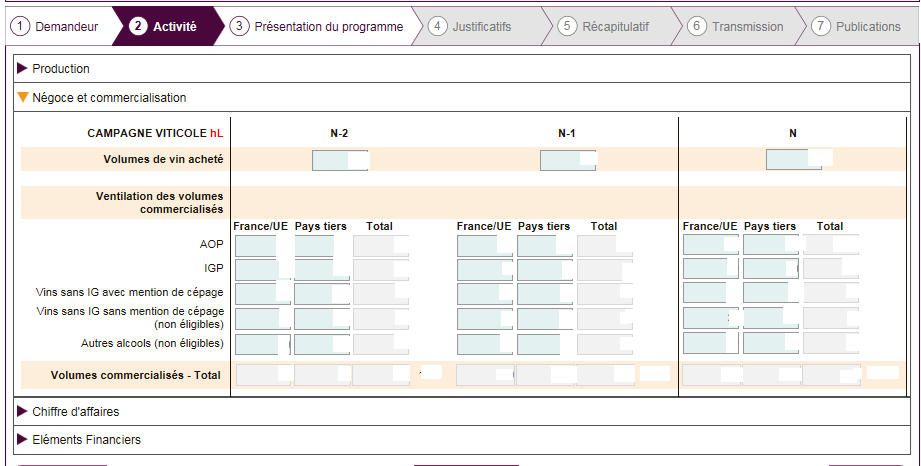 1 Demandeur 2 Activité 3 Présentation du programme 4 Justificatifs 5 Récapitulatif 6 Transmission 7 Publications
Production
Négoce et commercialisation
CAMPAGNE VITICOLE hL N-2 N-1 N
Volumes de vin acheté
Ventilation des volumes
commercialisés
France/UE Pays tiers Total France/UE Pays tiers Total France/UE Pays tiers Total
AOP
IGP
Vins sans IG avec mention de cépage
Vins sans IG sans mention de cépage
(non éligibles)
Autres alcools (non éligibles)
Volumes commercialisés - Total
Chiffre d'affaires
Eléments Financiers